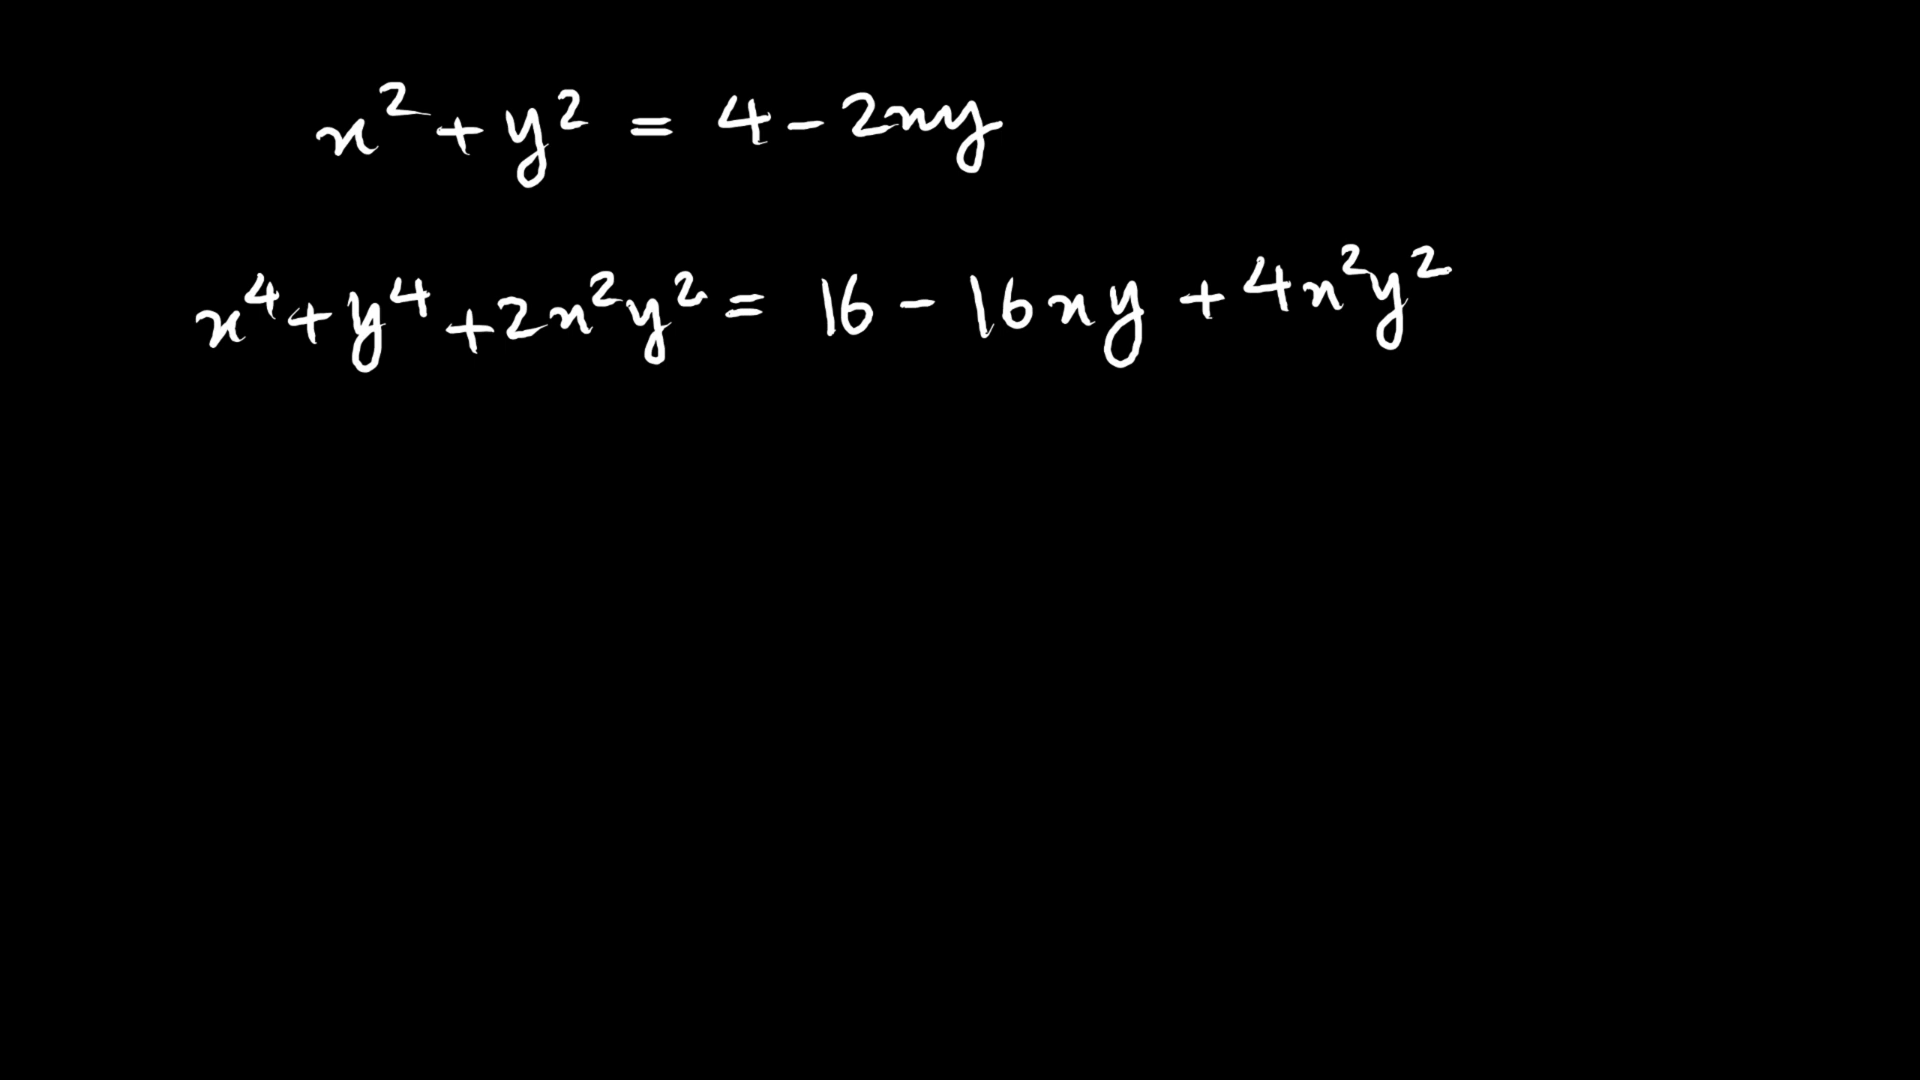 x² + y² = 4 - 2xy
x⁴ + y⁴ + 2x²y² = 16 - 16xy + 4x²y²